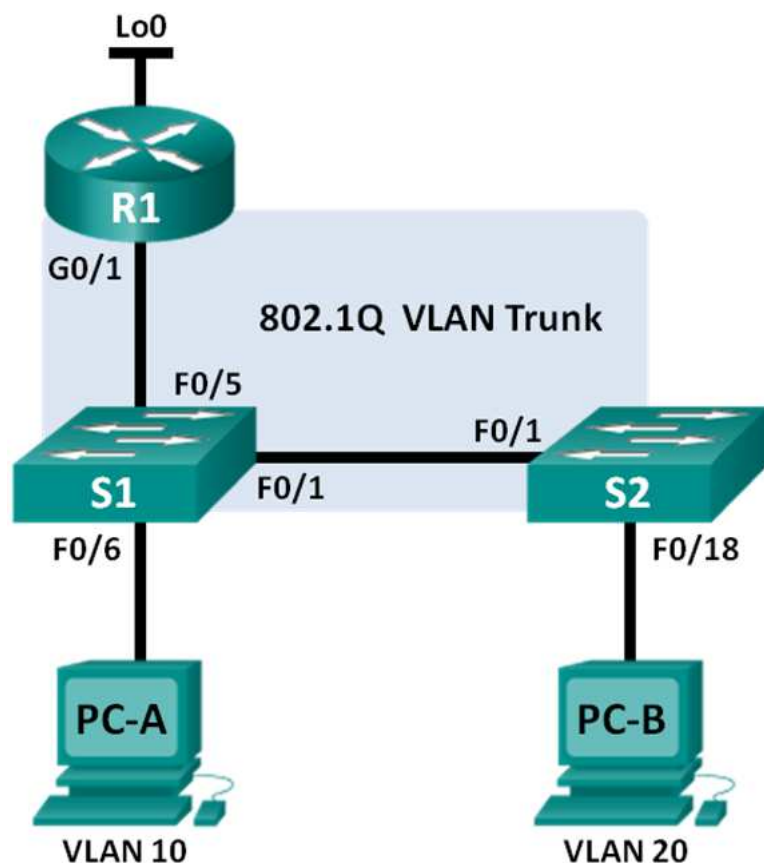 Lo0
R1
G0/1
802.1Q VLAN Trunk
F0/5
F0/1
S1
F0/1
S2
F0/6
F0/18
PC-A
PC-B
VLAN 10
VLAN 20